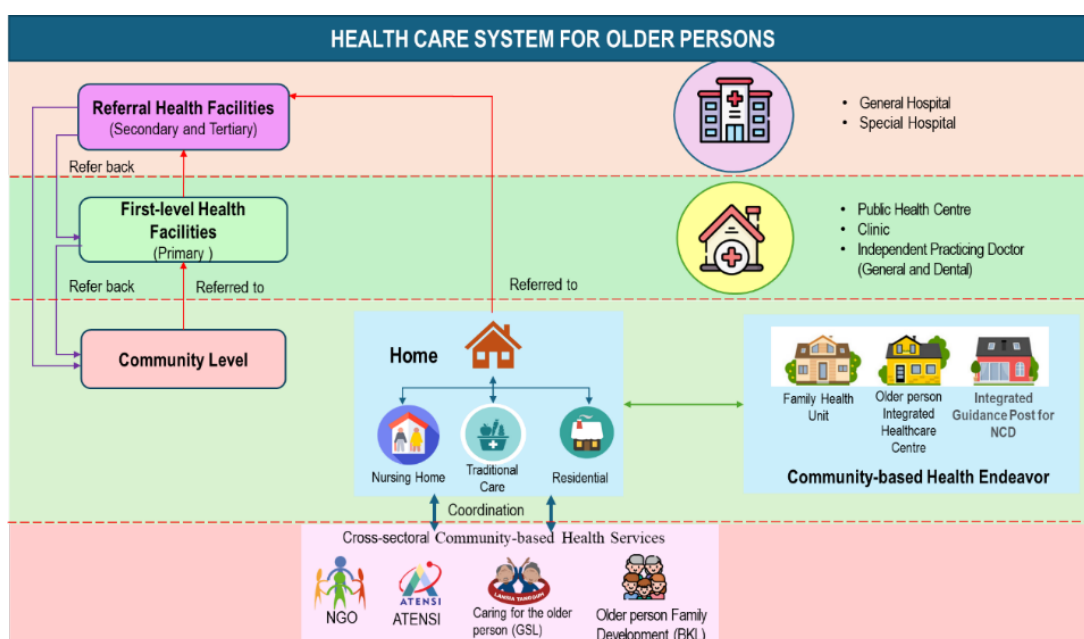 HEALTH CARE SYSTEM FOR OLDER PERSONS
Referral Health Facilities
(Secondary and Tertiary)
• General Hospital
• Special Hospital
Refer back
First-level Health
Facilities
(Primary )
• Public Health Centre
• Clinic
• Independent Practicing Doctor
(General and Dental)
Refer back
Referred to
Referred to
Community Level
Home
Nursing Home
Traditional
Care
Residential
Family Health
Unit
Older person
Integrated
Healthcare
Centre
Integrated
Guidance Post for
NCD
Community-based Health Endeavor
Coordination
Cross-sectoral Community-based Health Services
NGO
ATENSI
ATENSI
LANSIA TANGGUH
Caring for the older
person (GSL)
Older person Family
Development (BKL)